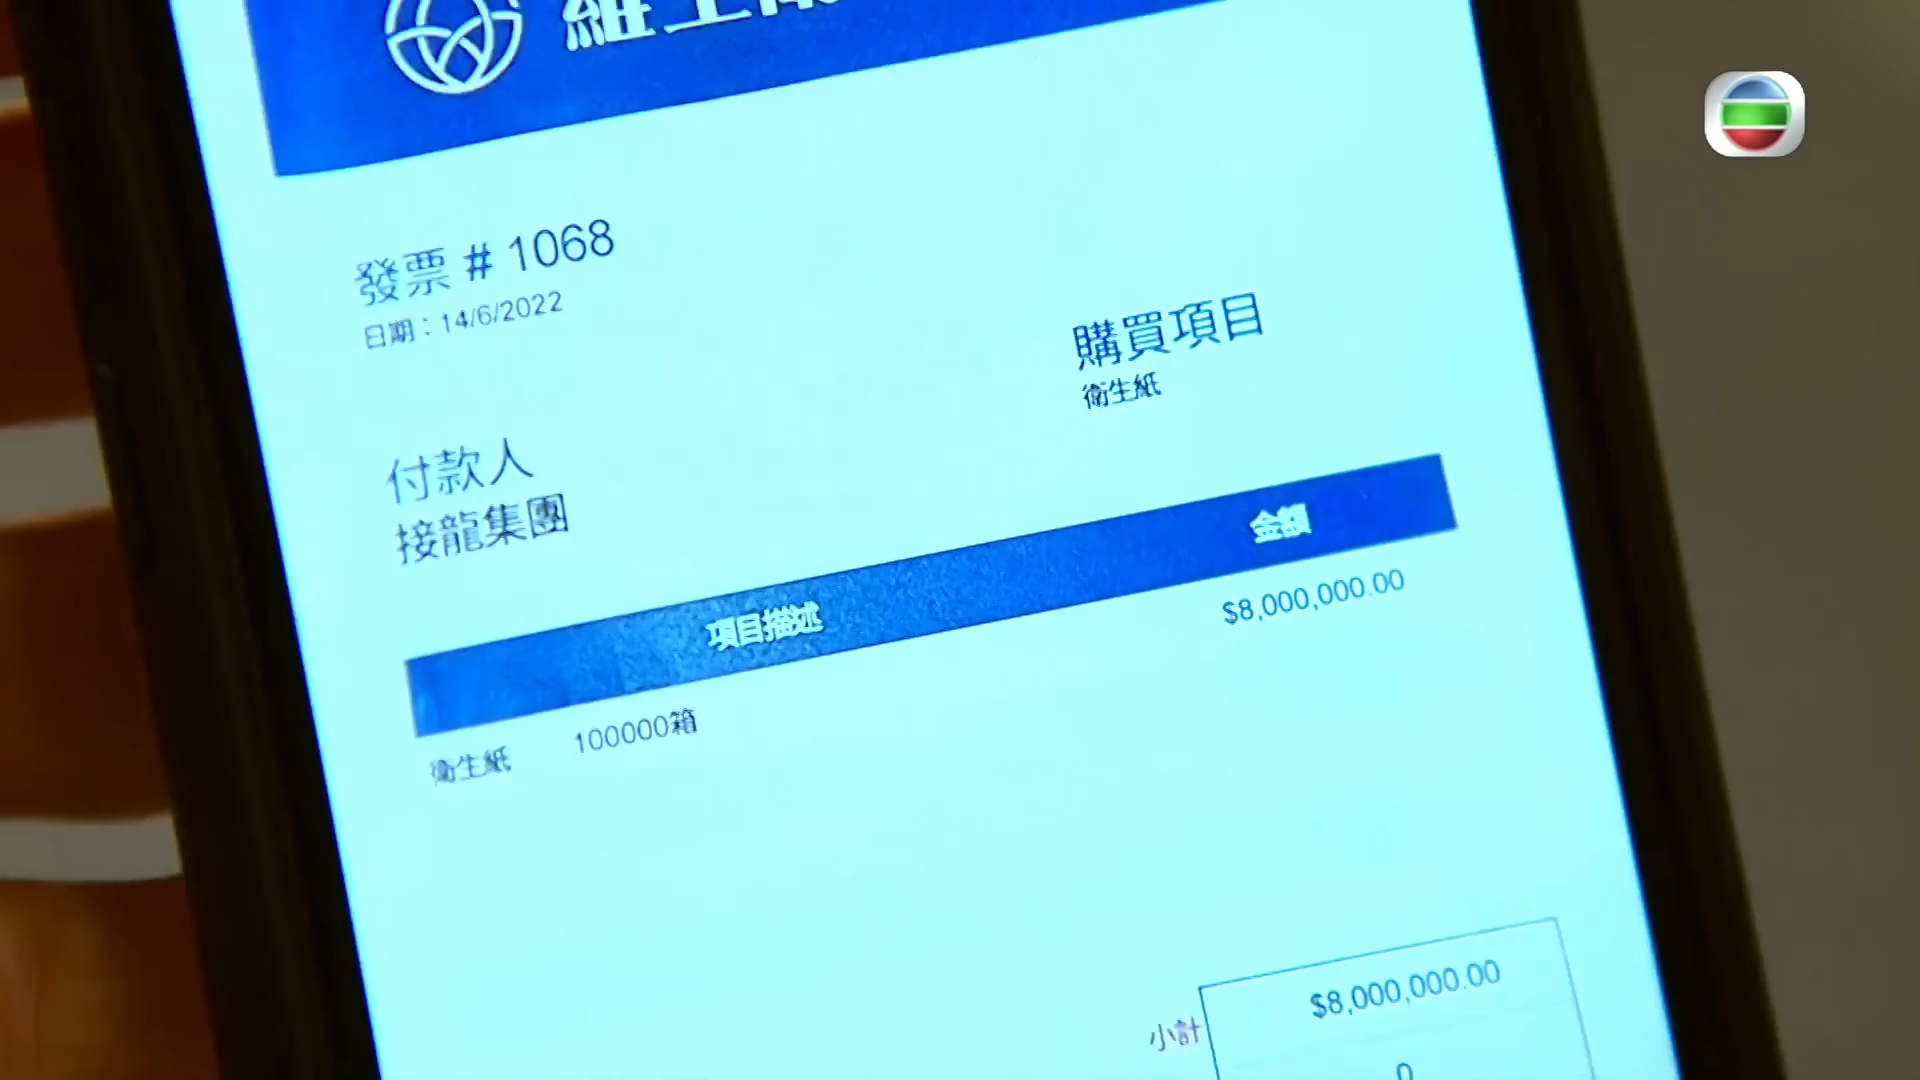 發票 # 1068
日期：14/6/2022
購買項目
衛生紙
付款人
接龍集團
項目描述 金額
衛生紙 100000箱 $8,000,000.00
小計 $8,000,000.00
0